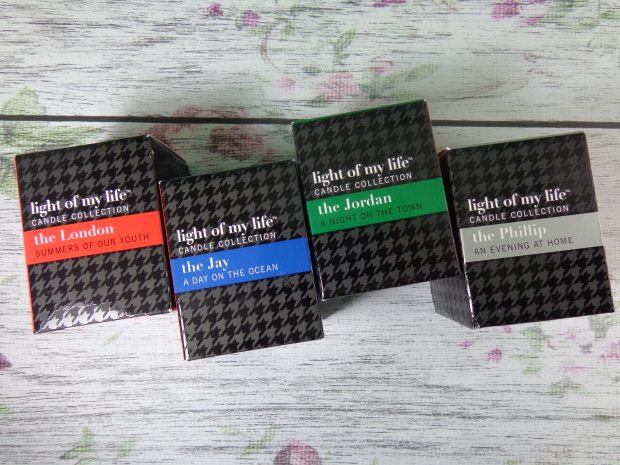 light of my life™
CANDLE COLLECTION
the London
SUMMERS OF OUR YOUTH
light of my life™
CANDLE COLLECTION
the Jay
A DAY ON THE OCEAN
light of my life™
CANDLE COLLECTION
the Jordan
A NIGHT ON THE TOWN
light of my life™
CANDLE COLLECTION
the Phillip
AN EVENING AT HOME